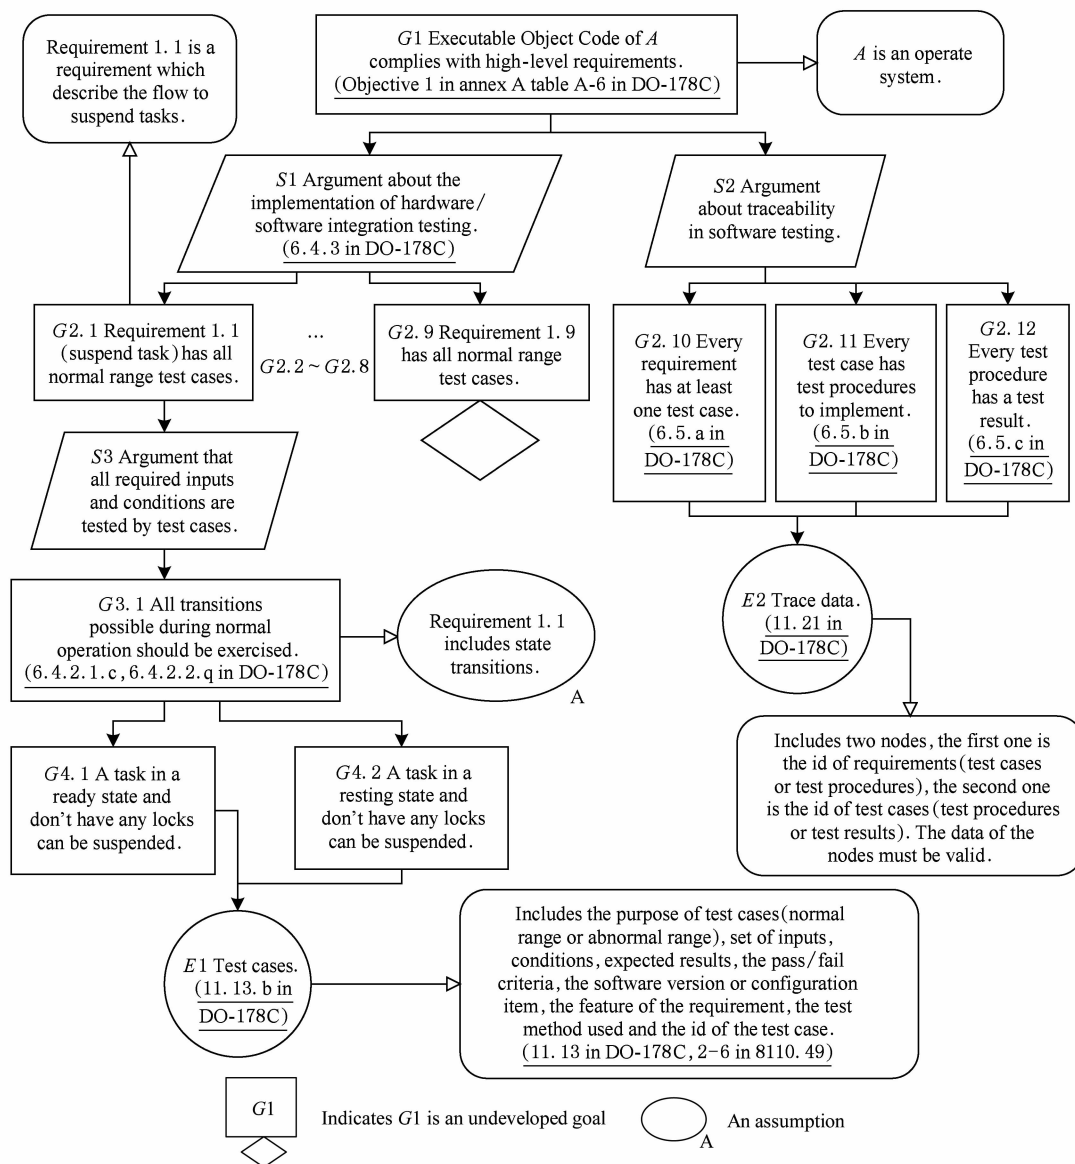 Requirement 1.1 is a
requirement which
describe the flow to
suspend tasks.
G1 Executable Object Code of A
complies with high-level requirements.
(Objective 1 in annex A table A-6 in DO-178C)
A is an operate
system.
S1 Argument about the
implementation of hardware/
software integration testing.
(6.4.3 in DO-178C)
S2 Argument
about traceability
in software testing.
G2.1 Requirement 1.1
(suspend task) has all
normal range test cases.
...
G2.2~G2.8
G2.9 Requirement 1.9
has all normal range
test cases.
G2.10 Every
requirement
has at least
one test case.
(6.5.a in
DO-178C)
G2.11 Every
test case has
test procedures
to implement.
(6.5.b in
DO-178C)
G2.12
Every test
procedure
has a test
result.
(6.5.c in
DO-178C)
S3 Argument that
all required inputs
and conditions are
tested by test cases.
G3.1 All transitions
possible during normal
operation should be exercised.
(6.4.2.1.c, 6.4.2.2.q in DO-178C)
Requirement 1.1
includes state
transitions.
A
E2 Trace data.
(11.21 in
DO-178C)
G4.1 A task in a
ready state and
don't have any locks
can be suspended.
G4.2 A task in a
resting state and
don't have any locks
can be suspended.
Includes two nodes, the first one is
the id of requirements (test cases
or test procedures), the second one
is the id of test cases (test procedures
or test results). The data of the
nodes must be valid.
E1 Test cases.
(11.13.b in
DO-178C)
Includes the purpose of test cases (normal
range or abnormal range), set of inputs,
conditions, expected results, the pass/fail
criteria, the software version or configuration
item, the feature of the requirement, the test
method used and the id of the test case.
(11.13 in DO-178C, 2-6 in 8110.49)
G1
Indicates G1 is an undeveloped goal
A
An assumption